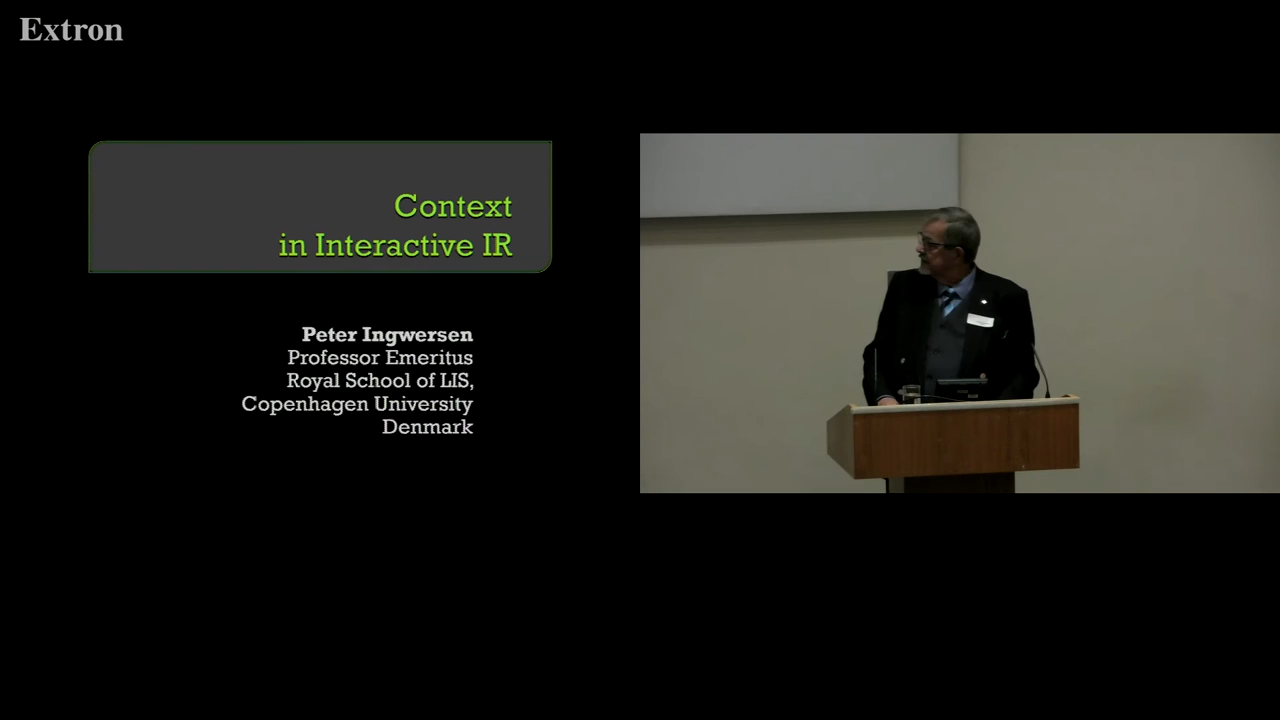 Extron
Context
in Interactive IR
Peter Ingwersen
Professor Emeritus
Royal School of LIS,
Copenhagen University
Denmark